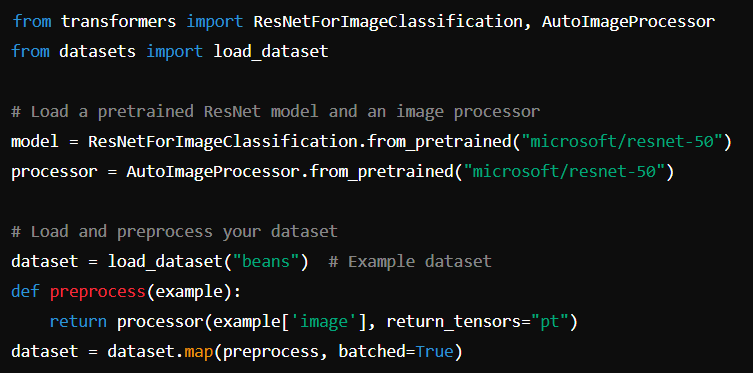 from transformers import ResNetForImageClassification, AutoImageProcessor
from datasets import load_dataset
# Load a pretrained ResNet model and an image processor
model = ResNetForImageClassification.from_pretrained("microsoft/resnet-50")
processor = AutoImageProcessor.from_pretrained("microsoft/resnet-50")
# Load and preprocess your dataset
dataset = load_dataset("beans")  # Example dataset
def preprocess(example):
    return processor(example['image'], return_tensors="pt")
dataset = dataset.map(preprocess, batched=True)